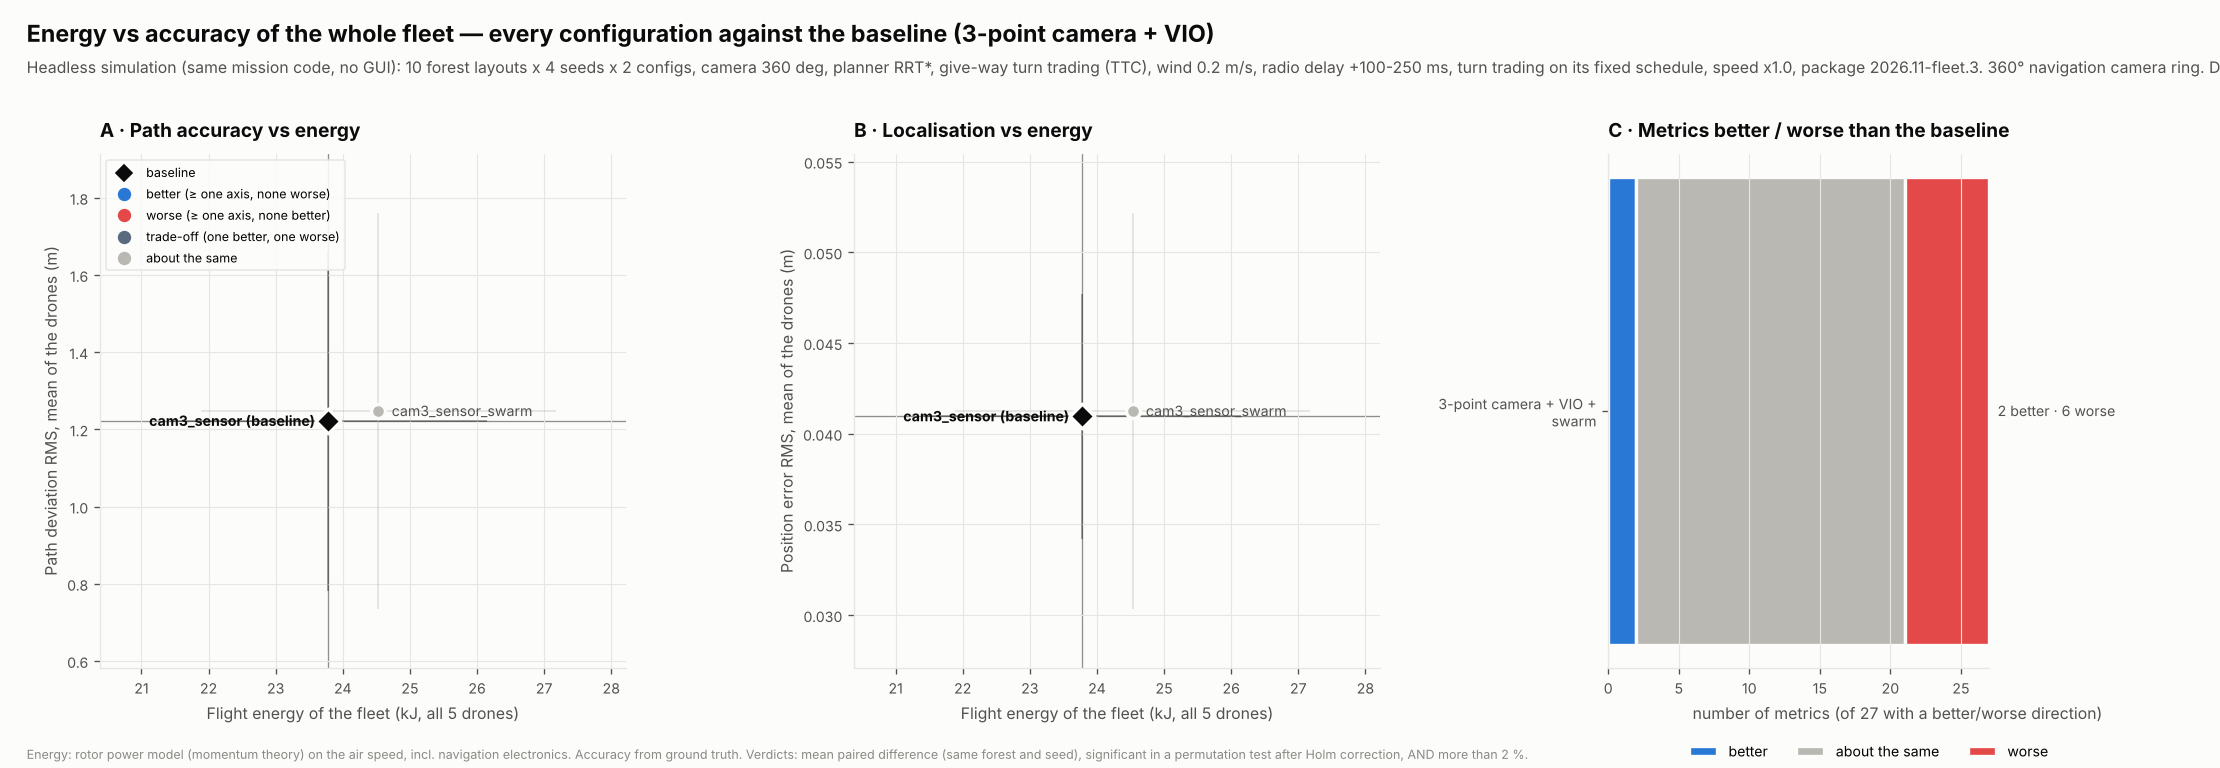 Energy vs accuracy of the whole fleet — every configuration against the baseline (3-point camera + VIO)
Headless simulation (same mission code, no GUI): 10 forest layouts x 4 seeds x 2 configs, camera 360 deg, planner RRT*, give-way turn trading (TTC), wind 0.2 m/s, radio delay +100-250 ms, turn trading on its fixed schedule, speed x1.0, package 2026.11-fleet.3. 360° navigation camera ring. D
A · Path accuracy vs energy
baseline
better (≥ one axis, none worse)
worse (≥ one axis, none better)
trade-off (one better, one worse)
about the same
1.8
1.6
1.4
1.2
1.0
0.8
0.6
Path deviation RMS, mean of the drones (m)
cam3_sensor (baseline)
cam3_sensor_swarm
21 22 23 24 25 26 27 28
Flight energy of the fleet (kJ, all 5 drones)
B · Localisation vs energy
0.055
0.050
0.045
0.040
0.035
0.030
Position error RMS, mean of the drones (m)
cam3_sensor (baseline)
cam3_sensor_swarm
21 22 23 24 25 26 27 28
Flight energy of the fleet (kJ, all 5 drones)
C · Metrics better / worse than the baseline
3-point camera + VIO +
swarm
2 better · 6 worse
0 5 10 15 20 25
number of metrics (of 27 with a better/worse direction)
better about the same worse
Energy: rotor power model (momentum theory) on the air speed, incl. navigation electronics. Accuracy from ground truth. Verdicts: mean paired difference (same forest and seed), significant in a permutation test after Holm correction, AND more than 2 %.